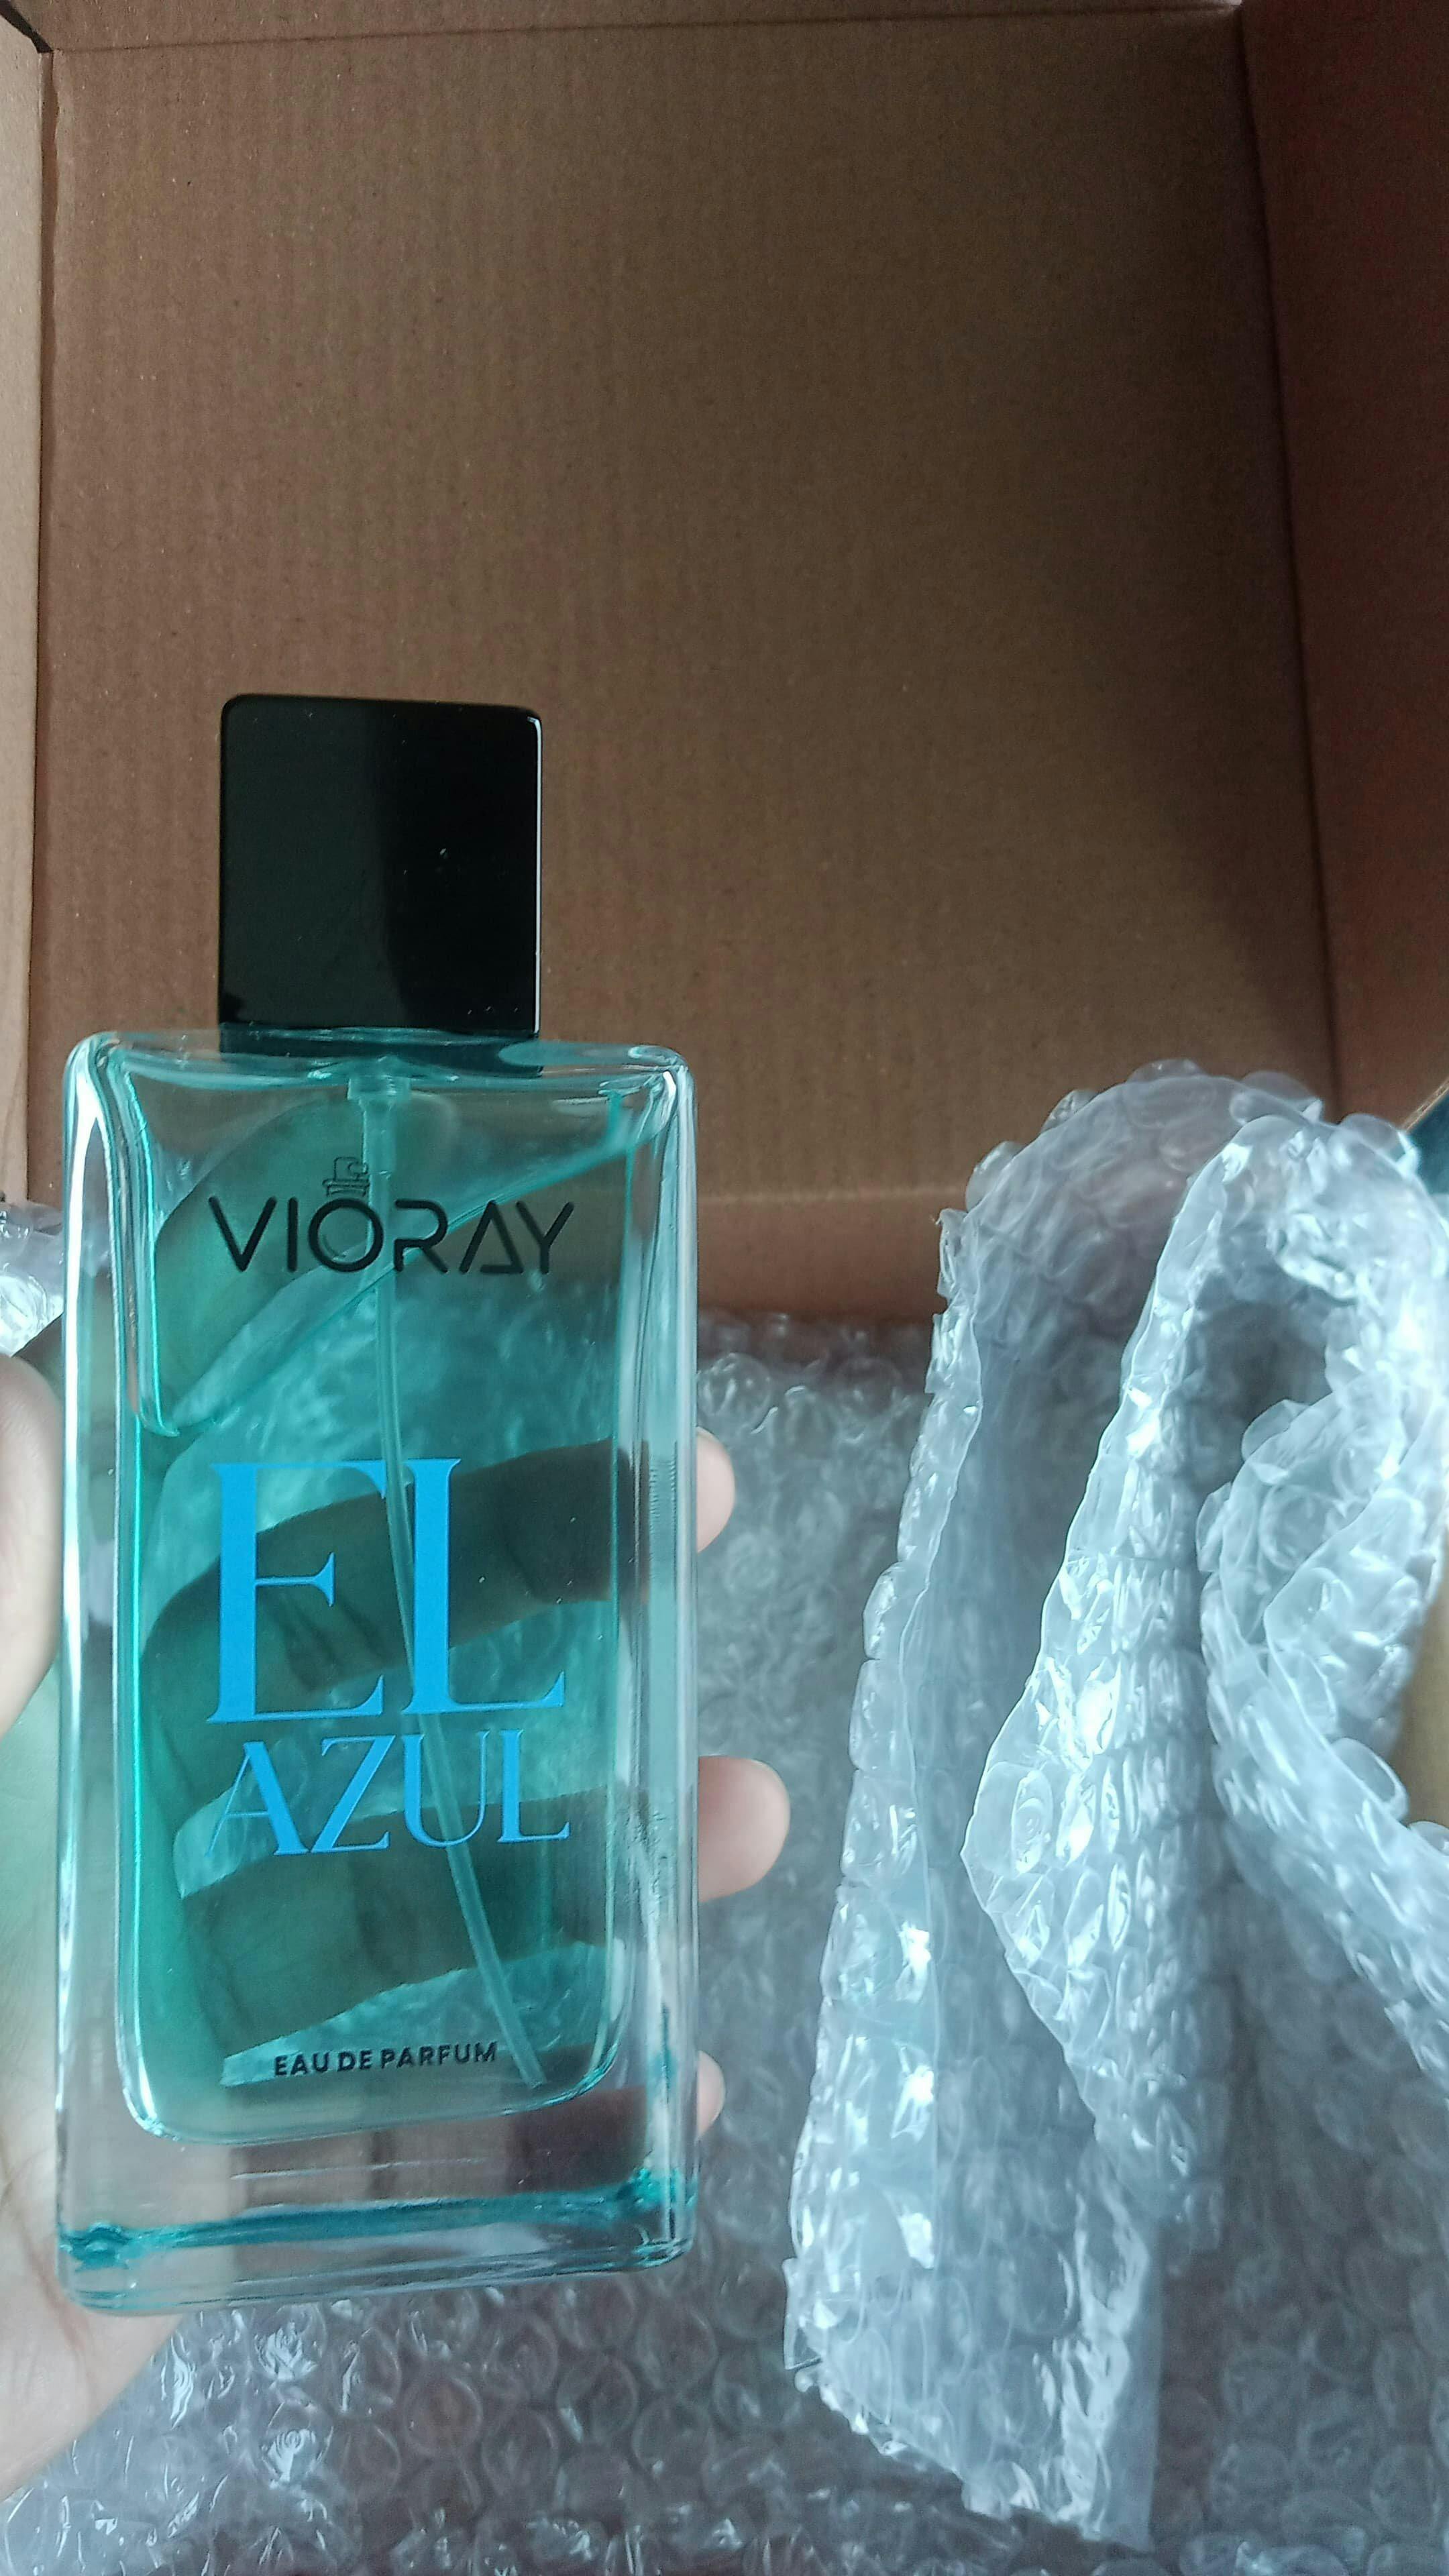 VIORAY
EL
AZUL
EAU DE PARFUM